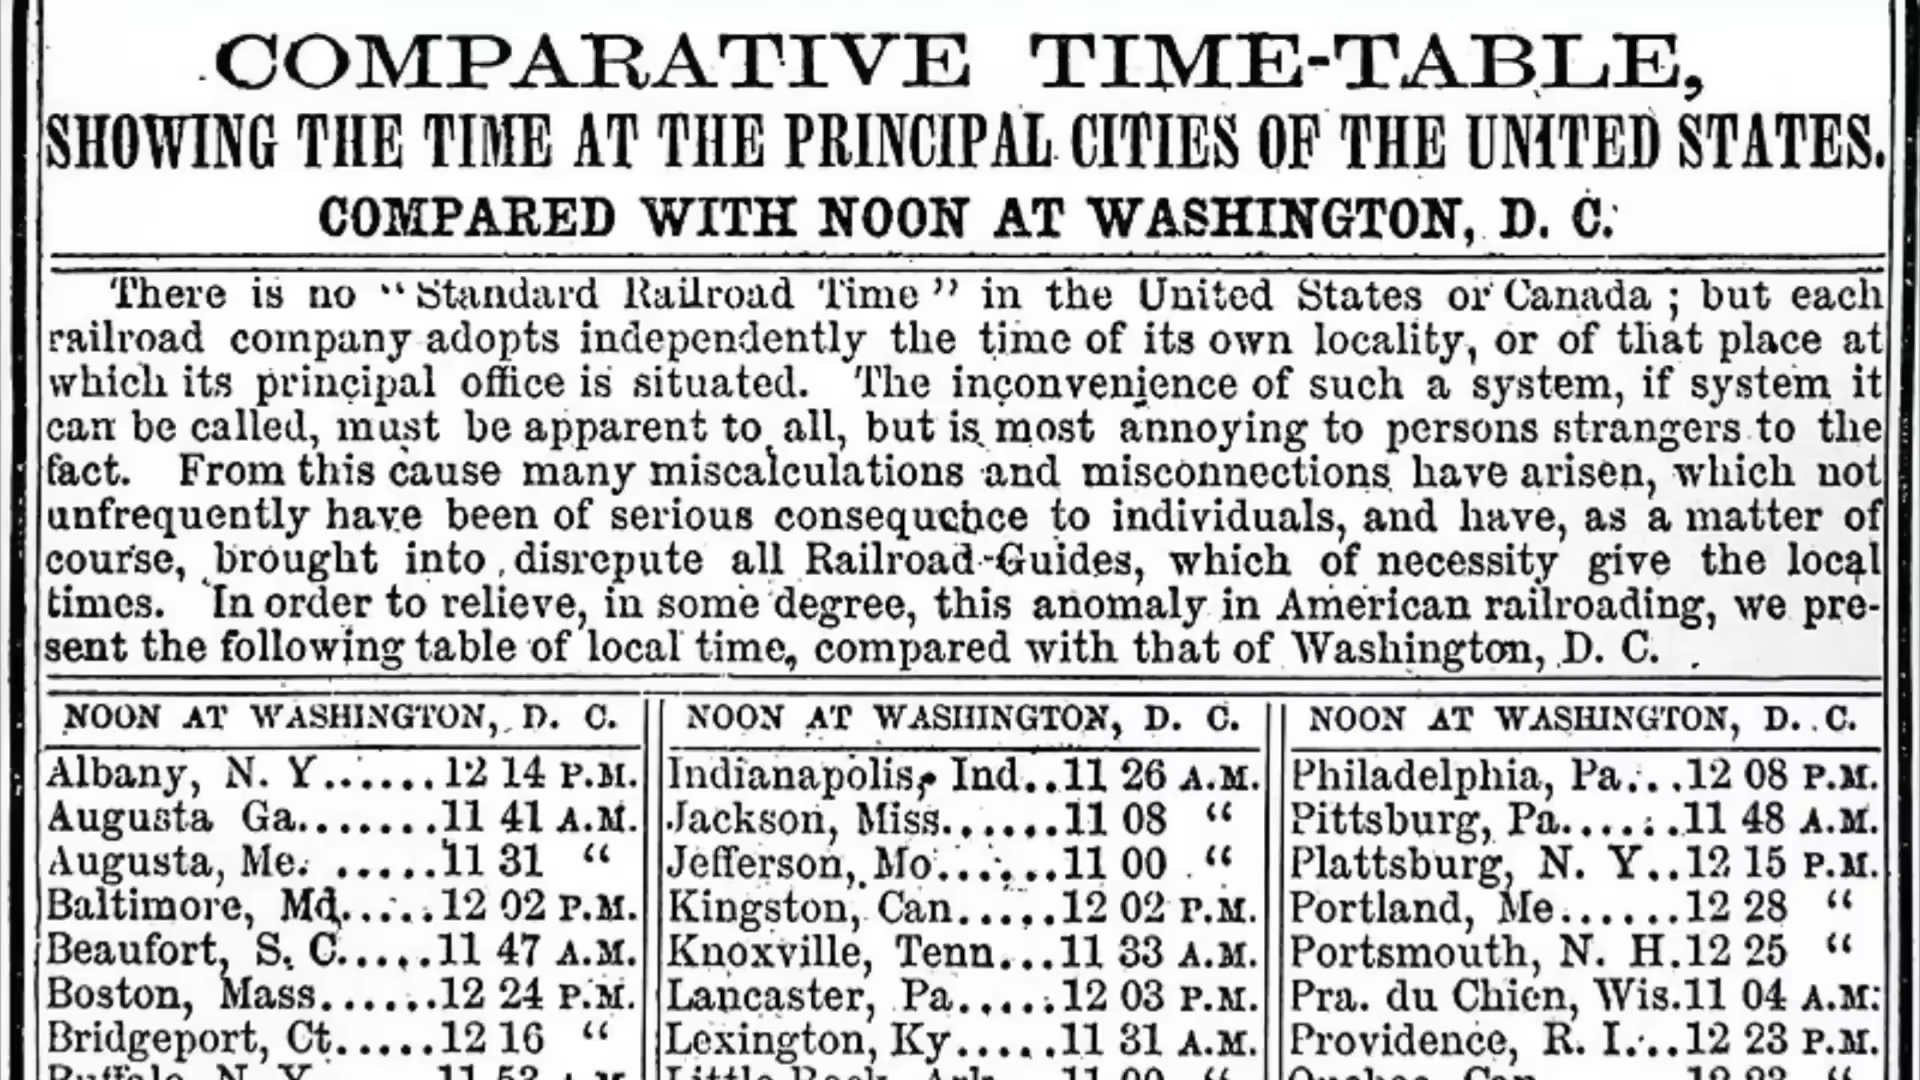 COMPARATIVE TIME-TABLE,
SHOWING THE TIME AT THE PRINCIPAL CITIES OF THE UNITED STATES.
COMPARED WITH NOON AT WASHINGTON, D. C.
There is no "Standard Railroad Time" in the United States or Canada; but each
railroad company adopts independently the time of its own locality, or of that place at
which its principal office is situated. The inconvenience of such a system, if system it
can be called, must be apparent to all, but is most annoying to persons strangers to the
fact. From this cause many miscalculations and misconnections have arisen, which not
unfrequently have been of serious consequence to individuals, and have, as a matter of
course, brought into disrepute all Railroad-Guides, which of necessity give the local
times. In order to relieve, in some degree, this anomaly in American railroading, we pre-
sent the following table of local time, compared with that of Washington, D. C.
NOON AT WASHINGTON, D. C.
Albany, N. Y......12 14 P.M.
Augusta Ga.......11 41 A.M.
Augusta, Me. .....11 31 "
Baltimore, Md.....12 02 P.M.
Beaufort, S. C.....11 47 A.M.
Boston, Mass......12 24 P.M.
Bridgeport, Ct.....12 16 "
Buffalo, N. Y. 11 53 A.M.
NOON AT WASHINGTON, D. C.
Indianapolis, Ind..11 26 A.M.
Jackson, Miss......11 08 "
Jefferson, Mo......11 00 "
Kingston, Can.....12 02 P.M.
Knoxville, Tenn...11 33 A.M.
Lancaster, Pa.....12 03 P.M.
Lexington, Ky.....11 31 A.M.
Little Rock, Ark. 11 00 "
NOON AT WASHINGTON, D. C.
Philadelphia, Pa...12 08 P.M.
Pittsburg, Pa......11 48 A.M.
Plattsburg, N. Y..12 15 P.M.
Portland, Me......12 28 "
Portsmouth, N. H.12 25 "
Pra. du Chien, Wis.11 04 A.M.
Providence, R. I...12 23 P.M.
Quebec, Can. 12 23 "